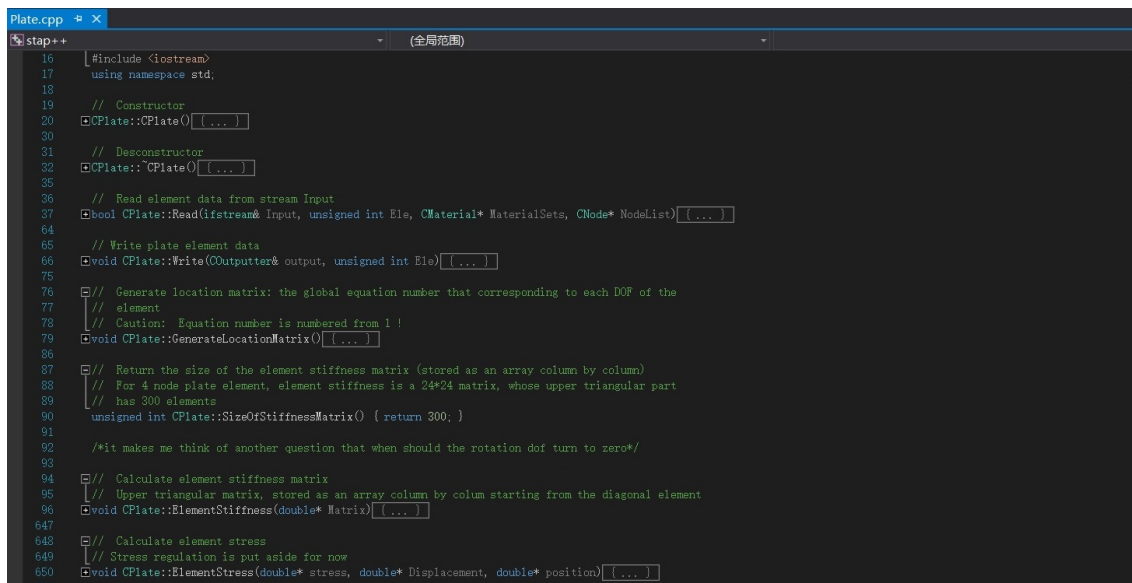 Plate.cpp
stap++ (全局范围)
16 #include <iostream>
17 using namespace std;
18
19 // Constructor
20 CPlate::CPlate() { ... }
30
31 // Desconstructor
32 CPlate::~CPlate() { ... }
35
36 // Read element data from stream Input
37 bool CPlate::Read(ifstream& Input, unsigned int Ele, CMaterial* MaterialSets, CNode* NodeList) { ... }
64
65 // Write plate element data
66 void CPlate::Write(COutputter& output, unsigned int Ele) { ... }
75
76 // Generate location matrix: the global equation number that corresponding to each DOF of the
77 // element
78 // Caution: Equation number is numbered from 1 !
79 void CPlate::GenerateLocationMatrix() { ... }
86
87 // Return the size of the element stiffness matrix (stored as an array column by column)
88 // For 4 node plate element, element stiffness is a 24*24 matrix, whose upper triangular part
89 // has 300 elements
90 unsigned int CPlate::SizeOfStiffnessMatrix() { return 300; }
91
92 /*it makes me think of another question that when should the rotation dof turn to zero*/
93
94 // Calculate element stiffness matrix
95 // Upper triangular matrix, stored as an array column by colum starting from the diagonal element
96 void CPlate::ElementStiffness(double* Matrix) { ... }
647
648 // Calculate element stress
649 // Stress regulation is put aside for now
650 void CPlate::ElementStress(double* stress, double* Displacement, double* position) { ... }